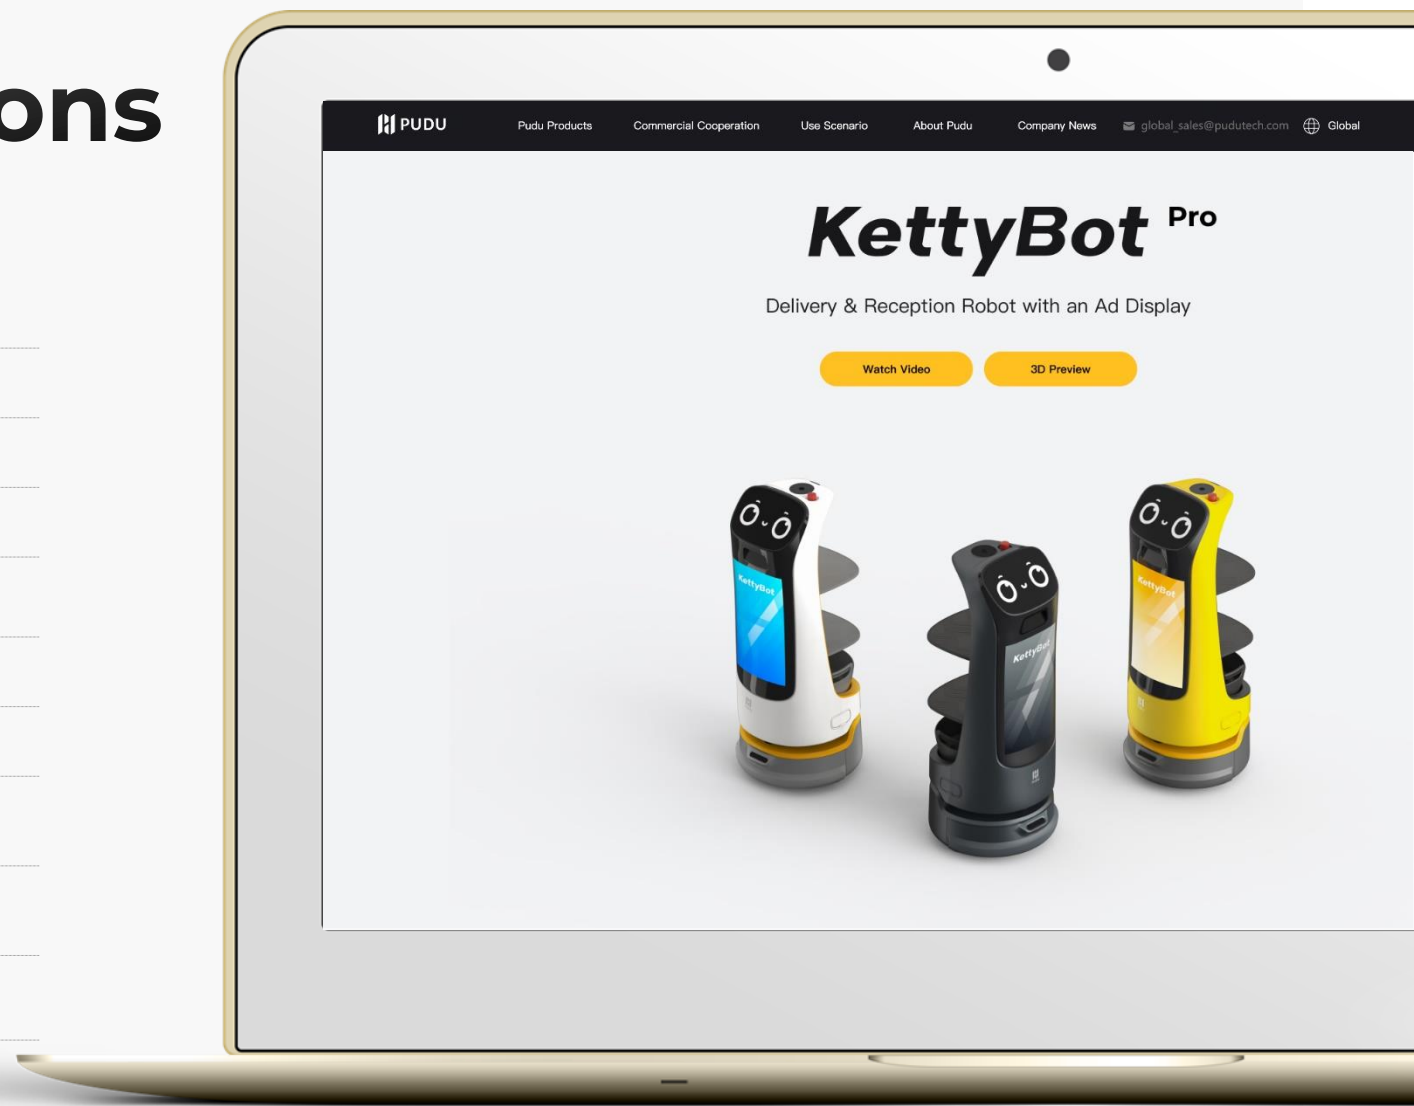 ons
PUDU Pudu Products Commercial Cooperation Use Scenario About Pudu Company News global_sales@pudutech.com Global
KettyBot Pro
Delivery & Reception Robot with an Ad Display
Watch Video 3D Preview
KettyBot
KettyBot
KettyBot